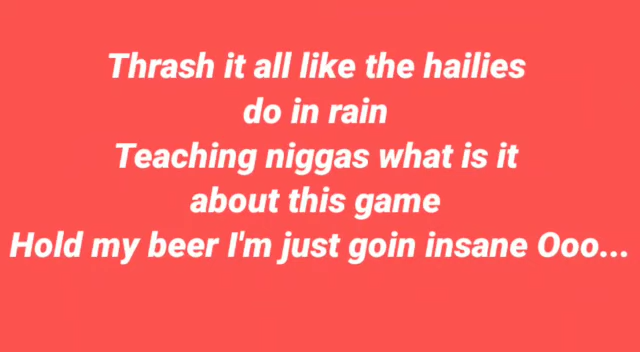 Thrash it all like the hailies
do in rain
Teaching niggas what is it
about this game
Hold my beer I'm just goin insane Ooo...